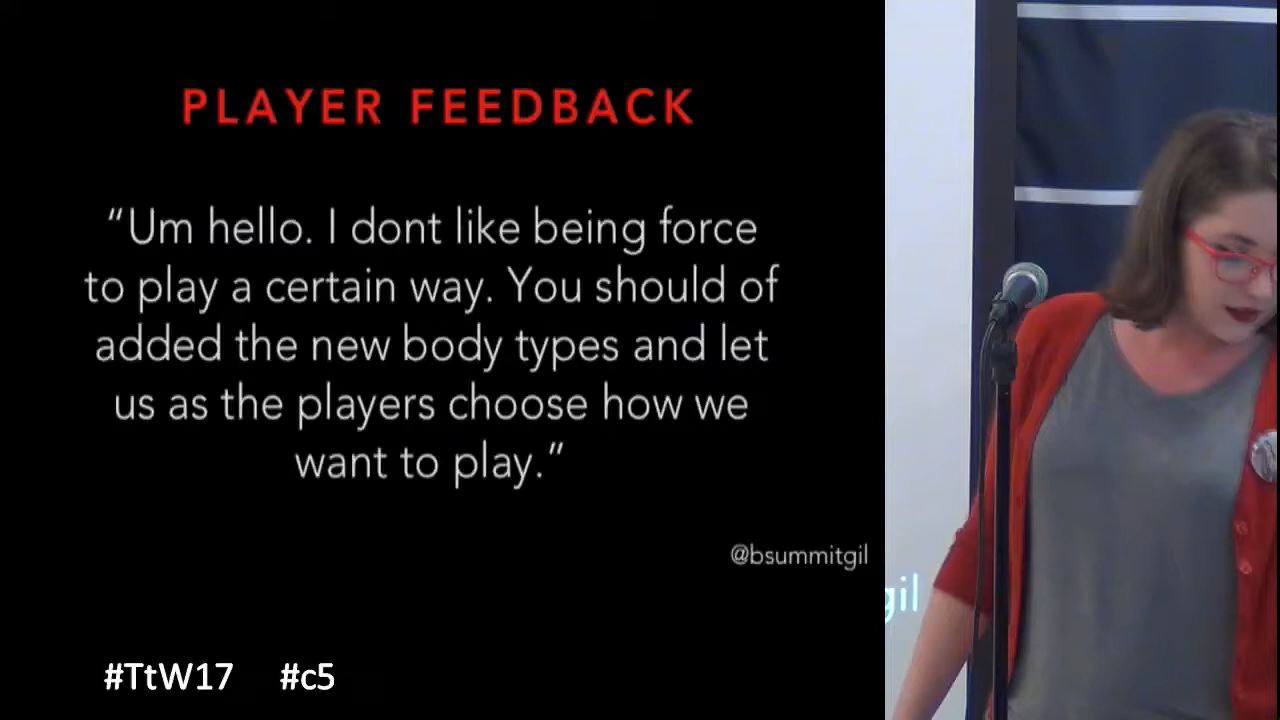 PLAYER FEEDBACK
“Um hello. I dont like being force
to play a certain way. You should of
added the new body types and let
us as the players choose how we
want to play.”
@bsummitgil
gil
#TtW17 #c5